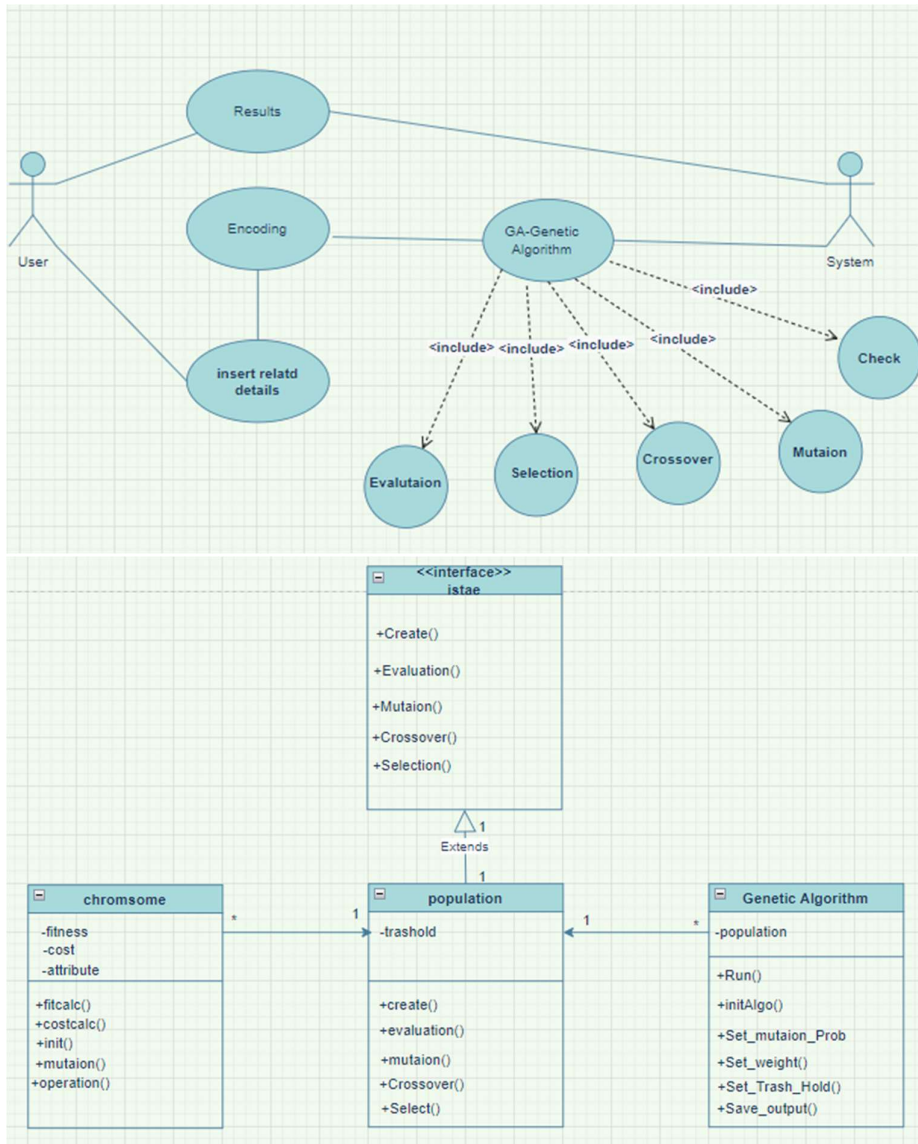 Results
Encoding
GA-Genetic
Algorithm
User
System
<include>
<include>
<include>
<include>
<include>
insert relatd
details
Check
Evalutaion
Selection
Crossover
Mutaion
<<interface>>
istae
+Create()
+Evaluation()
+Mutaion()
+Crossover()
+Selection()
1
Extends
1
chromsome
-fitness
-cost
-attribute
+fitcalc()
+costcalc()
+init()
+mutaion()
+operation()
*
1
population
-trashold
+create()
+evaluation()
+mutaion()
+Crossover()
+Select()
1
*
Genetic Algorithm
-population
+Run()
+initAlgo()
+Set_mutaion_Prob
+Set_weight()
+Set_Trash_Hold()
+Save_output()